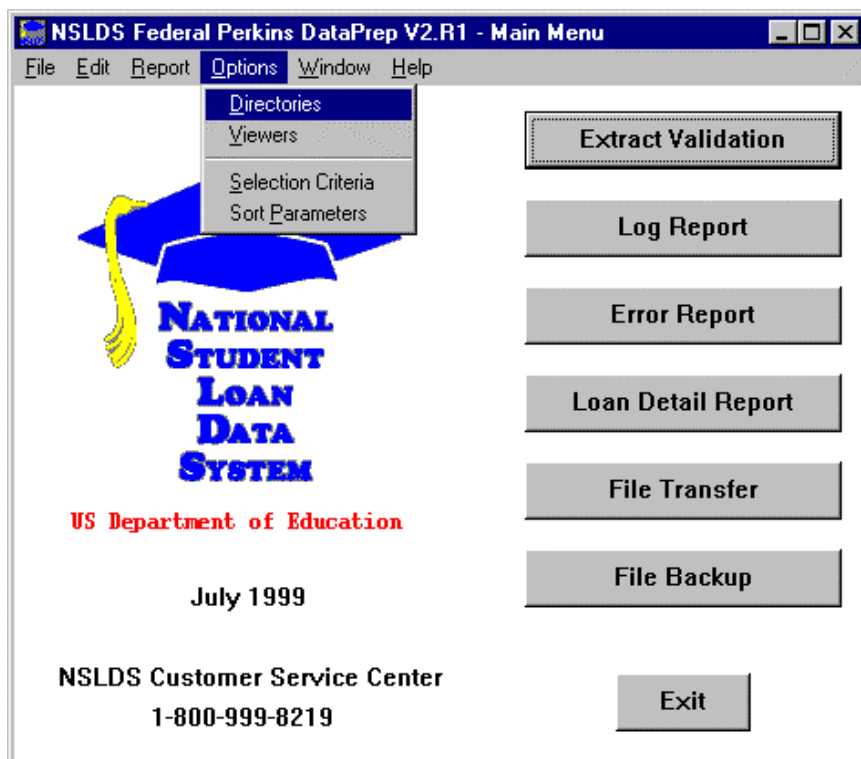 NSLDS Federal Perkins DataPrep V2.R1 - Main Menu
File Edit Report Options Window Help
Directories
Viewers
Selection Criteria
Sort Parameters
NATIONAL
STUDENT
LOAN
DATA
SYSTEM
US Department of Education
July 1999
NSLDS Customer Service Center
1-800-999-8219
Extract Validation
Log Report
Error Report
Loan Detail Report
File Transfer
File Backup
Exit